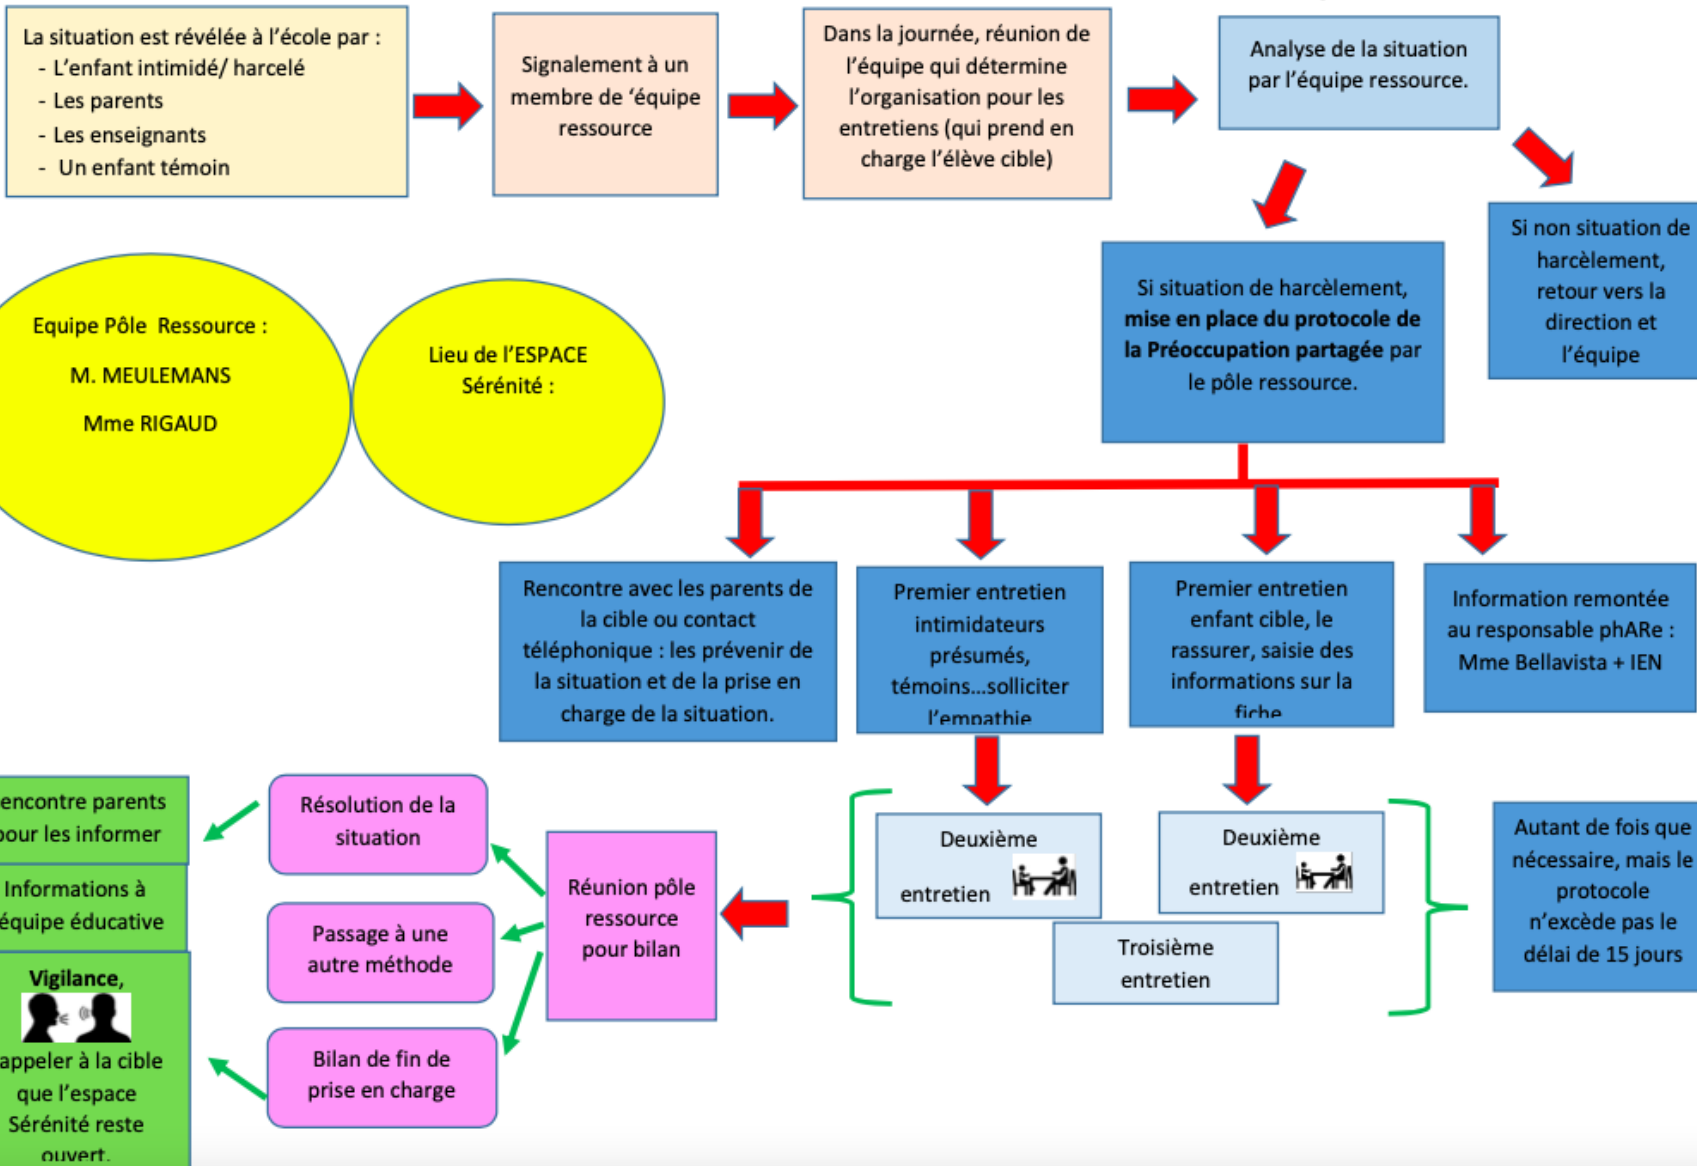 La situation est révélée à l'école par :
- L'enfant intimidé/ harcelé
- Les parents
- Les enseignants
- Un enfant témoin
Signalement à un
membre de 'équipe
ressource
Dans la journée, réunion de
l'équipe qui détermine
l'organisation pour les
entretiens (qui prend en
charge l'élève cible)
Analyse de la situation
par l'équipe ressource.
Si non situation de
harcèlement,
retour vers la
direction et
l'équipe
Si situation de harcèlement,
mise en place du protocole de
la Préoccupation partagée par
le pôle ressource.
Equipe Pôle Ressource :
M. MEULEMANS
Mme RIGAUD
Lieu de l'ESPACE
Sérénité :
Rencontre avec les parents de
la cible ou contact
téléphonique : les prévenir de
la situation et de la prise en
charge de la situation.
Premier entretien
intimidateurs
présumés,
témoins...solliciter
l'empathie
Premier entretien
enfant cible, le
rassurer, saisie des
informations sur la
fiche
Information remontée
au responsable phARe :
Mme Bellavista + IEN
Deuxième
entretien
Deuxième
entretien
Troisième
entretien
Autant de fois que
nécessaire, mais le
protocole
n'excède pas le
délai de 15 jours
Réunion pôle
ressource
pour bilan
Résolution de la
situation
Passage à une
autre méthode
Bilan de fin de
prise en charge
encontre parents
pour les informer
Informations à
équipe éducative
Vigilance,
appeler à la cible
que l'espace
Sérénité reste
ouvert.